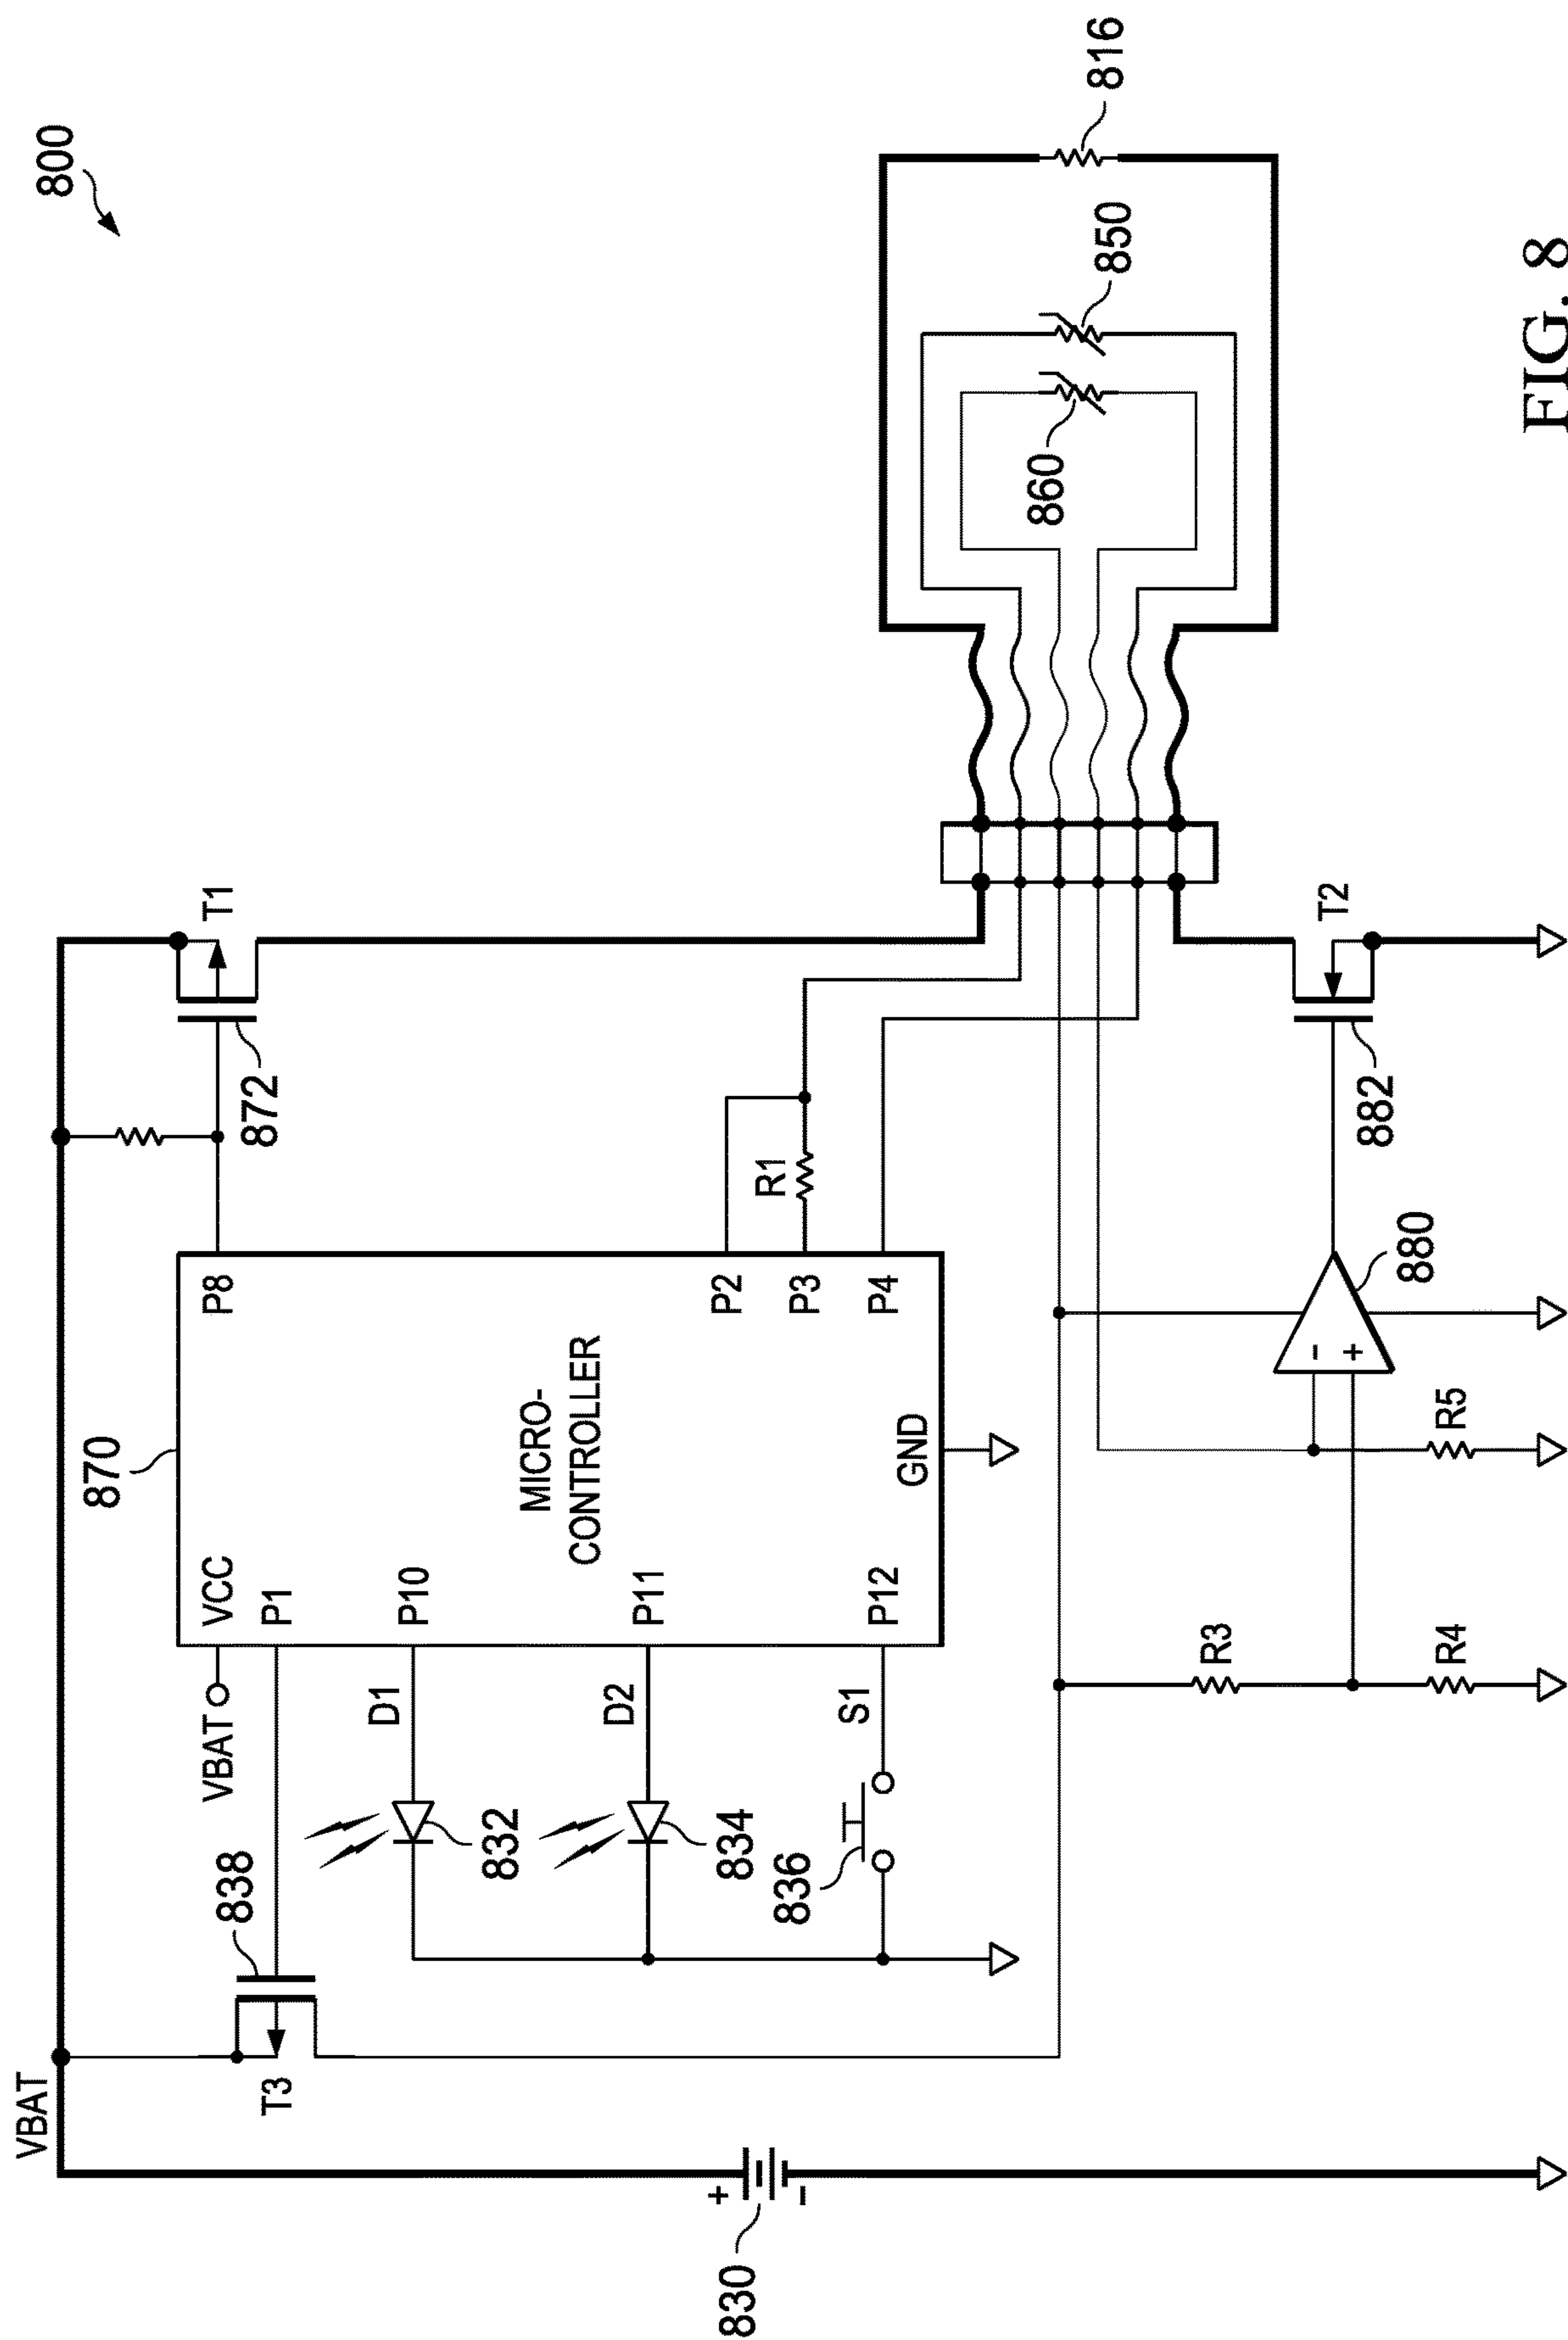 800
VBAT
T3
838
VBAT
VCC
P1
870
P8
872
T1
D1
P10
832
MICRO-
CONTROLLER
D2
P11
834
P2
R1
P3
S1
P12
836
GND
P4
+
-
830
816
850
860
R3
R4
R5
-
+
880
882
T2
FIG. 8